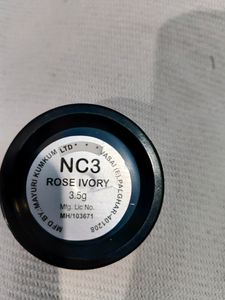 MFD BY: MAYURI KUMKUM LTD • • • VASAI (E), PALGHAR-401208
NC3
ROSE IVORY
3.5g
Mfg. Lic No.
MH/103671